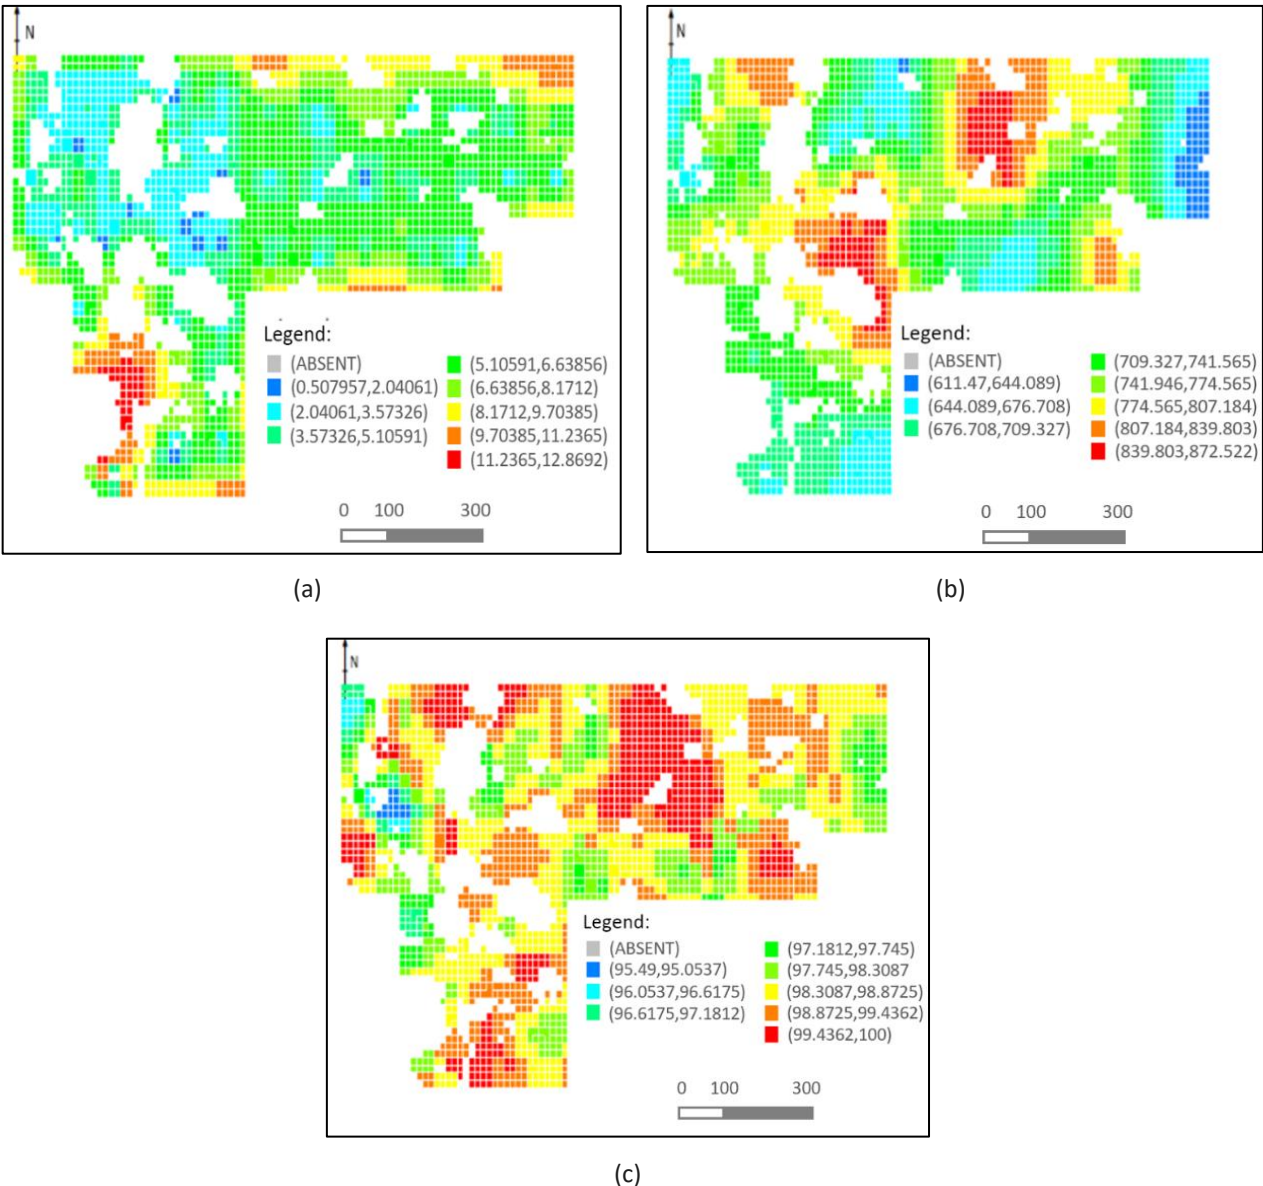 N
Legend:
(ABSENT)
(0.507957,2.04061)
(2.04061,3.57326)
(3.57326,5.10591)
(5.10591,6.63856)
(6.63856,8.1712)
(8.1712,9.70385)
(9.70385,11.2365)
(11.2365,12.8692)
0 100 300
(a)
N
Legend:
(ABSENT)
(611.47,644.089)
(644.089,676.708)
(676.708,709.327)
(709.327,741.565)
(741.946,774.565)
(774.565,807.184)
(807.184,839.803)
(839.803,872.522)
0 100 300
(b)
N
Legend:
(ABSENT)
(95.49,95.0537)
(96.0537,96.6175)
(96.6175,97.1812)
(97.1812,97.745)
(97.745,98.3087
(98.3087,98.8725)
(98.8725,99.4362)
(99.4362,100)
0 100 300
(c)